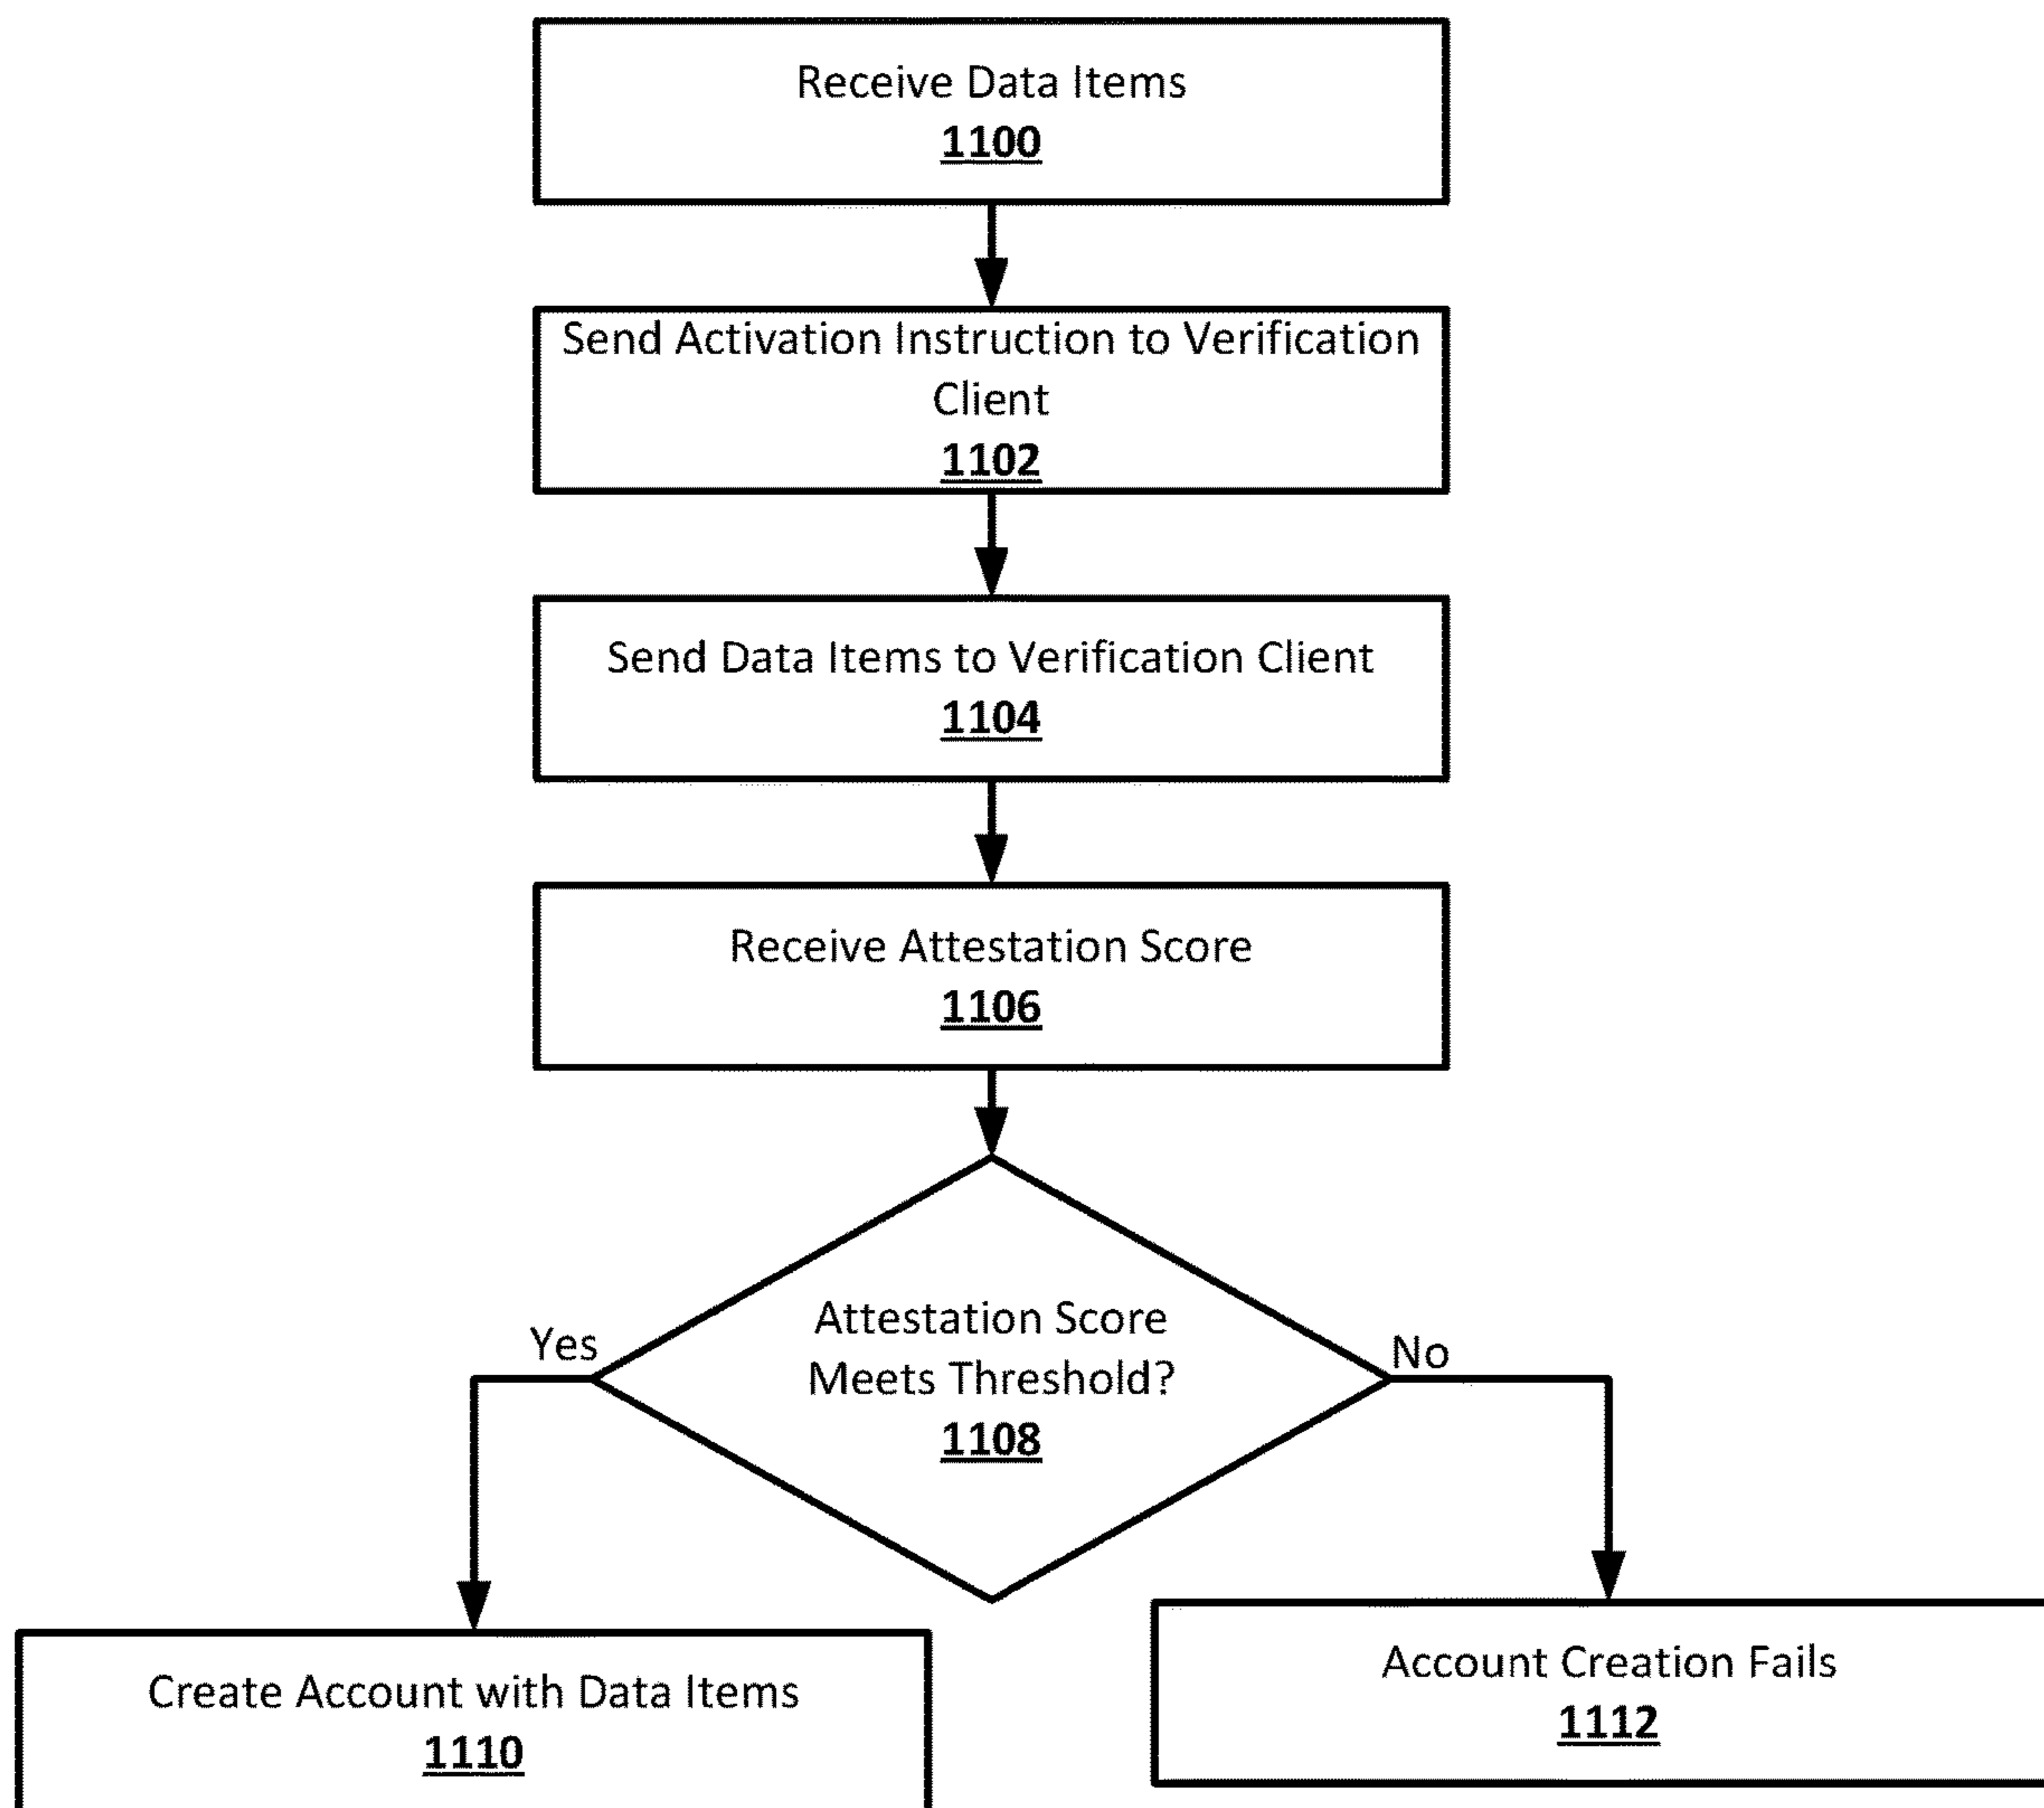 Receive Data Items
1100
Send Activation Instruction to Verification
Client
1102
Send Data Items to Verification Client
1104
Receive Attestation Score
1106
Attestation Score
Meets Threshold?
1108
Yes
No
Create Account with Data Items
1110
Account Creation Fails
1112